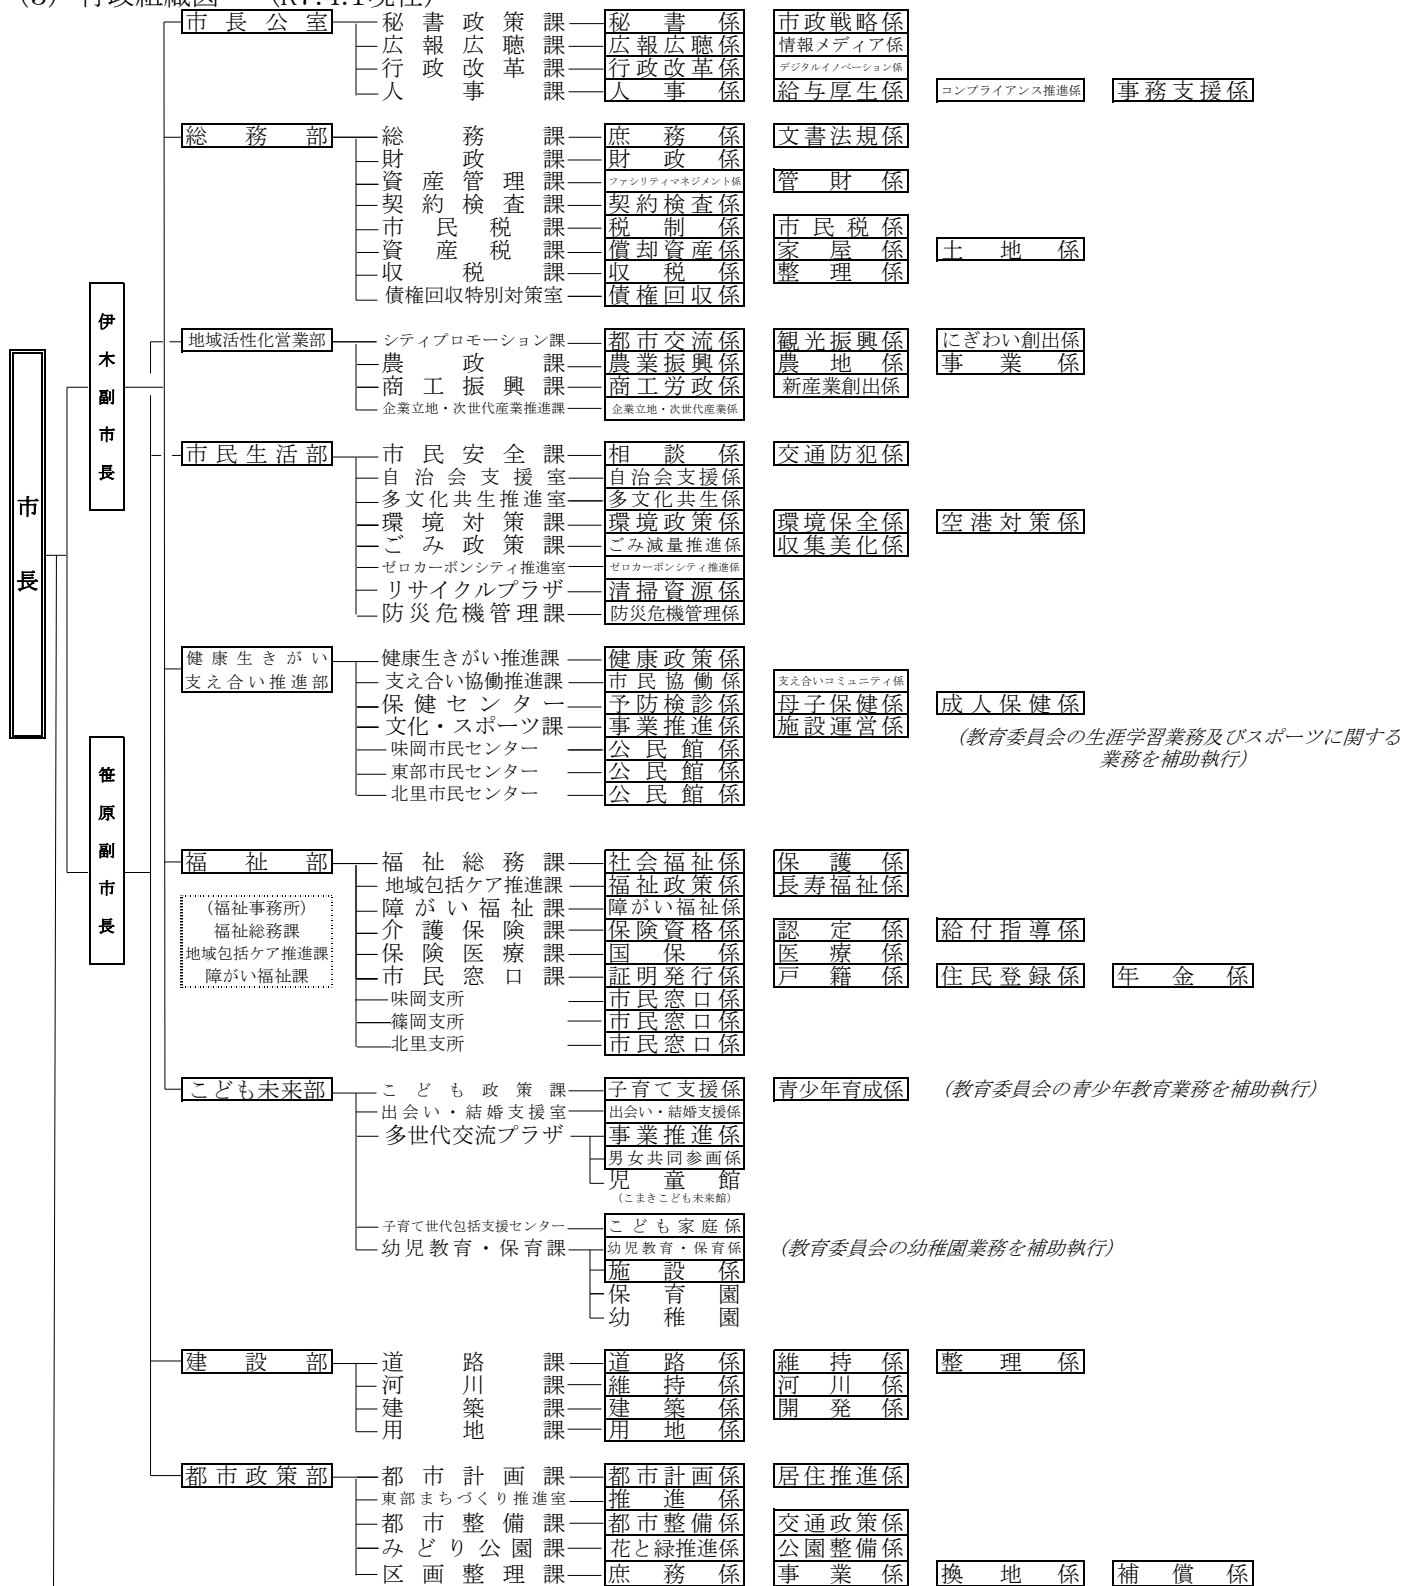 (3) 行政組織図 (R7.4.1現在)
市長公室 秘書政策課 秘書係 市政戦略係
広報広聴課 広報広聴係 情報メディア係
行政改革課 行政改革係 デジタルイノベーション係
人事課 人事係 給与厚生係 コンプライアンス推進係 事務支援係
総務部 総務課 庶務係 文書法規係
財政課 財政係
資産管理課 ファシリティマネジメント係 管財係
契約検査課 契約検査係
市民税課 税制係 市民税係
資産税課 償却資産係 家屋係 土地係
収税課 収税係 整理係
債権回収特別対策室 債権回収係
伊木副市長
地域活性化営業部 シティプロモーション課 都市交流係 観光振興係 にぎわい創出係
農政課 農業振興係 農地係 事業係
商工振興課 商工労政係 新産業創出係
企業立地・次世代産業推進課 企業立地・次世代産業係
市長
市民生活部 市民安全課 相談係 交通防犯係
自治会支援室 自治会支援係
多文化共生推進室 多文化共生係
環境対策課 環境政策係 環境保全係 空港対策係
ごみ政策課 ごみ減量推進係 収集美化係
ゼロカーボンシティ推進室 ゼロカーボンシティ推進係
リサイクルプラザ 清掃資源係
防災危機管理課 防災危機管理係
健康生きがい
支え合い推進部
健康生きがい推進課 健康政策係
支え合い協働推進課 市民協働係 支え合いコミュニティ係
保健センター 予防検診係 母子保健係 成人保健係
文化・スポーツ課 事業推進係 施設運営係
(教育委員会の生涯学習業務及びスポーツに関する
業務を補助執行)
味岡市民センター 公民館係
東部市民センター 公民館係
北里市民センター 公民館係
笹原副市長
福祉部 福祉総務課 社会福祉係 保護係
地域包括ケア推進課 福祉政策係 長寿福祉係
障がい福祉課 障がい福祉係
介護保険課 保険資格係 認定係 給付指導係
保険医療課 国保係 医療係
市民窓口課 証明発行係 戸籍係 住民登録係 年金係
味岡支所 市民窓口係
篠岡支所 市民窓口係
北里支所 市民窓口係
(福祉事務所)
福祉総務課
地域包括ケア推進課
障がい福祉課
こども未来部 こども政策課 子育て支援係 青少年育成係 (教育委員会の青少年教育業務を補助執行)
出会い・結婚支援室 出会い・結婚支援係
多世代交流プラザ 事業推進係
男女共同参画係
児童館
(こまきこども未来館)
子育て世代包括支援センター こども家庭係
幼児教育・保育課 幼児教育・保育係 (教育委員会の幼稚園業務を補助執行)
施設係
保育園
幼稚園
建設部 道路課 道路係 維持係 整理係
河川課 維持係 河川係
建築課 建築係 開発係
用地課 用地係
都市政策部 都市計画課 都市計画係 居住推進係
東部まちづくり推進室 推進係
都市整備課 都市整備係 交通政策係
みどり公園課 花と緑推進係 公園整備係
区画整理課 庶務係 事業係 換地係 補償係